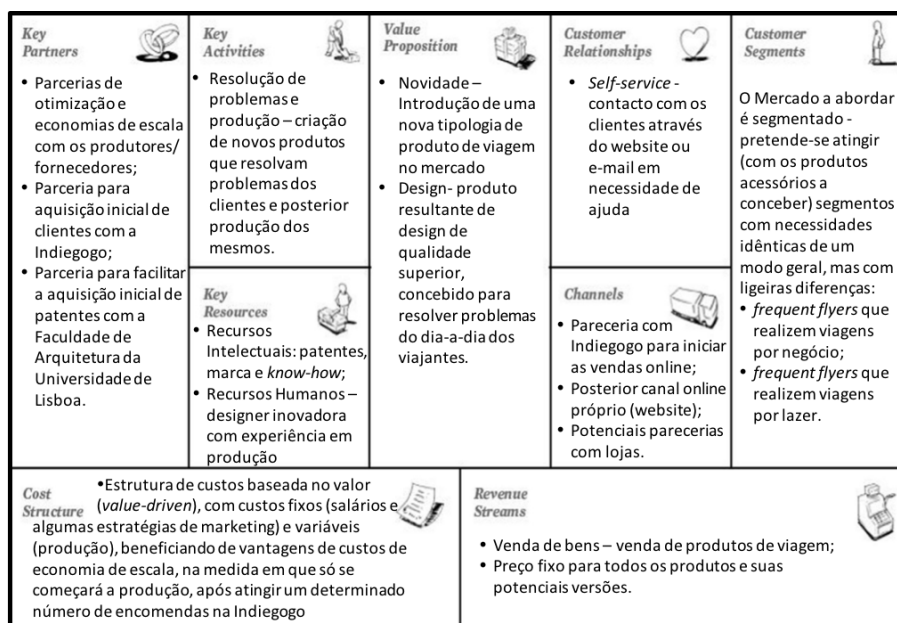 Key
Partners
• Parcerias de
otimização e
economias de escala
com os produtores/
fornecedores;
• Parceria para
aquisição inicial de
clientes com a
Indiegogo;
• Parceria para facilitar
a aquisição inicial de
patentes com a
Faculdade de
Arquitetura da
Universidade de
Lisboa.
Key
Activities
• Resolução de
problemas e
produção – criação
de novos produtos
que resolvam
problemas dos
clientes e posterior
produção dos
mesmos.
Key
Resources
• Recursos
Intelectuais: patentes,
marca e know-how;
• Recursos Humanos –
designer inovadora
com experiência em
produção
Value
Proposition
• Novidade –
Introdução de uma
nova tipologia de
produto de viagem
no mercado
• Design- produto
resultante de
design de
qualidade
superior,
concebido para
resolver problemas
do dia-a-dia dos
viajantes.
Customer
Relationships
• Self-service -
contacto com os
clientes através
do website ou
e-mail em
necessidade de
ajuda
Channels
• Pareceria com
Indiegogo para iniciar
as vendas online;
• Posterior canal online
próprio (website);
• Potenciais parecerias
com lojas.
Customer
Segments
O Mercado a abordar
é segmentado -
pretende-se atingir
(com os produtos
acessórios a
conceber) segmentos
com necessidades
idênticas de um
modo geral, mas com
ligeiras diferenças:
• frequent flyers que
realizem viagens
por negócio;
• frequent flyers que
realizem viagens
por lazer.
Cost
Structure
•Estrutura de custos baseada no valor
(value-driven), com custos fixos (salários e
algumas estratégias de marketing) e variáveis
(produção), beneficiando de vantagens de custos de
economia de escala, na medida em que só se
começará a produção, após atingir um determinado
número de encomendas na Indiegogo
Revenue
Streams
• Venda de bens – venda de produtos de viagem;
• Preço fixo para todos os produtos e suas
potenciais versões.